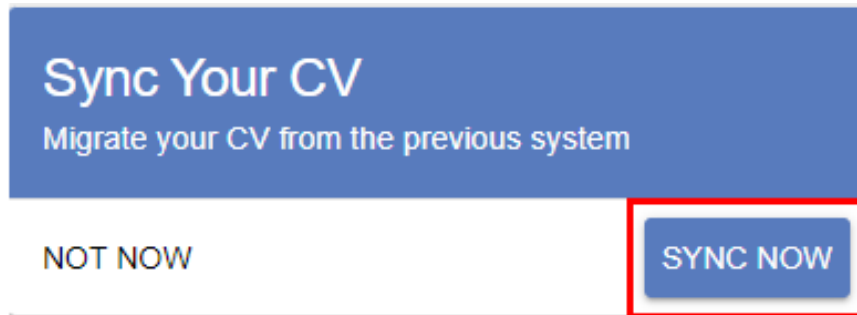 Sync Your CV
Migrate your CV from the previous system
NOT NOW
SYNC NOW